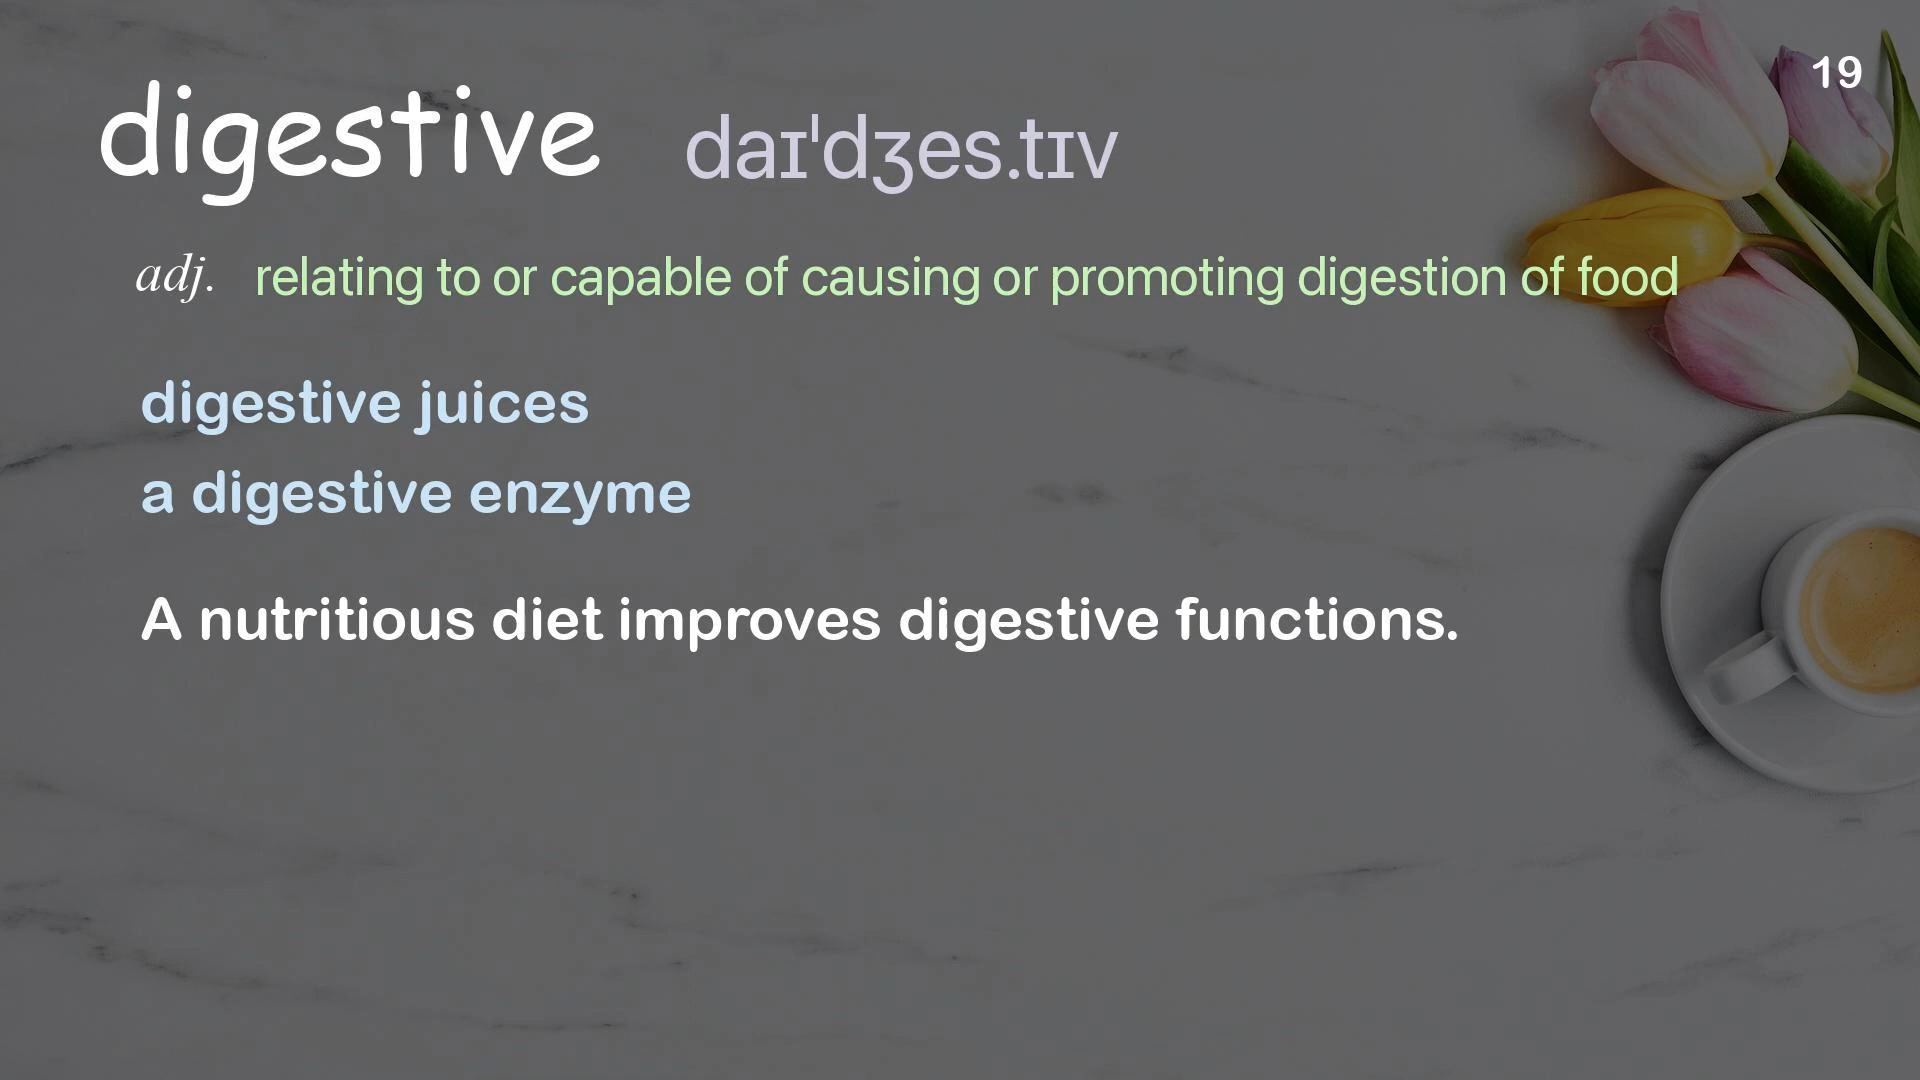 19
digestive daɪˈdʒes.tɪv
adj. relating to or capable of causing or promoting digestion of food
digestive juices
a digestive enzyme
A nutritious diet improves digestive functions.